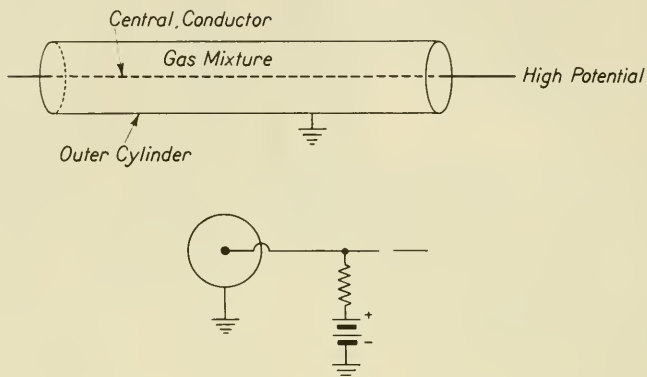 Central, Conductor
Gas Mixture
High Potential
Outer Cylinder
+
-